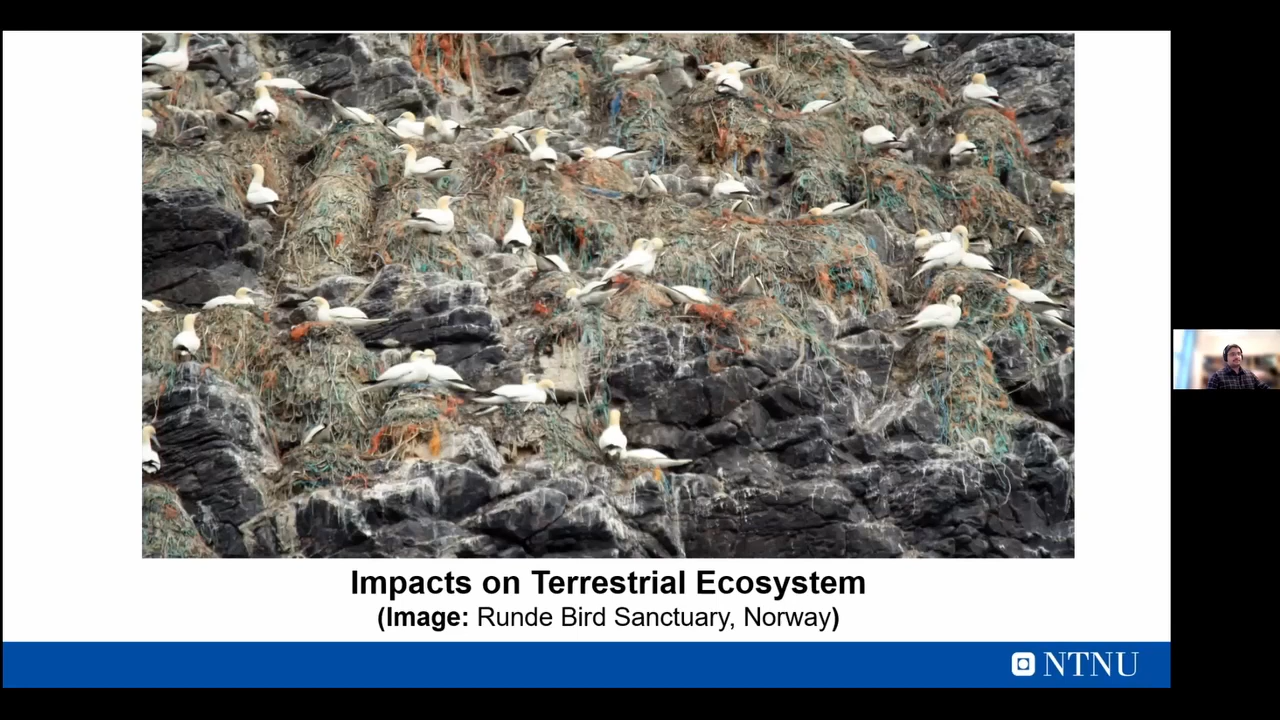 Impacts on Terrestrial Ecosystem
(Image: Runde Bird Sanctuary, Norway)
NTNU